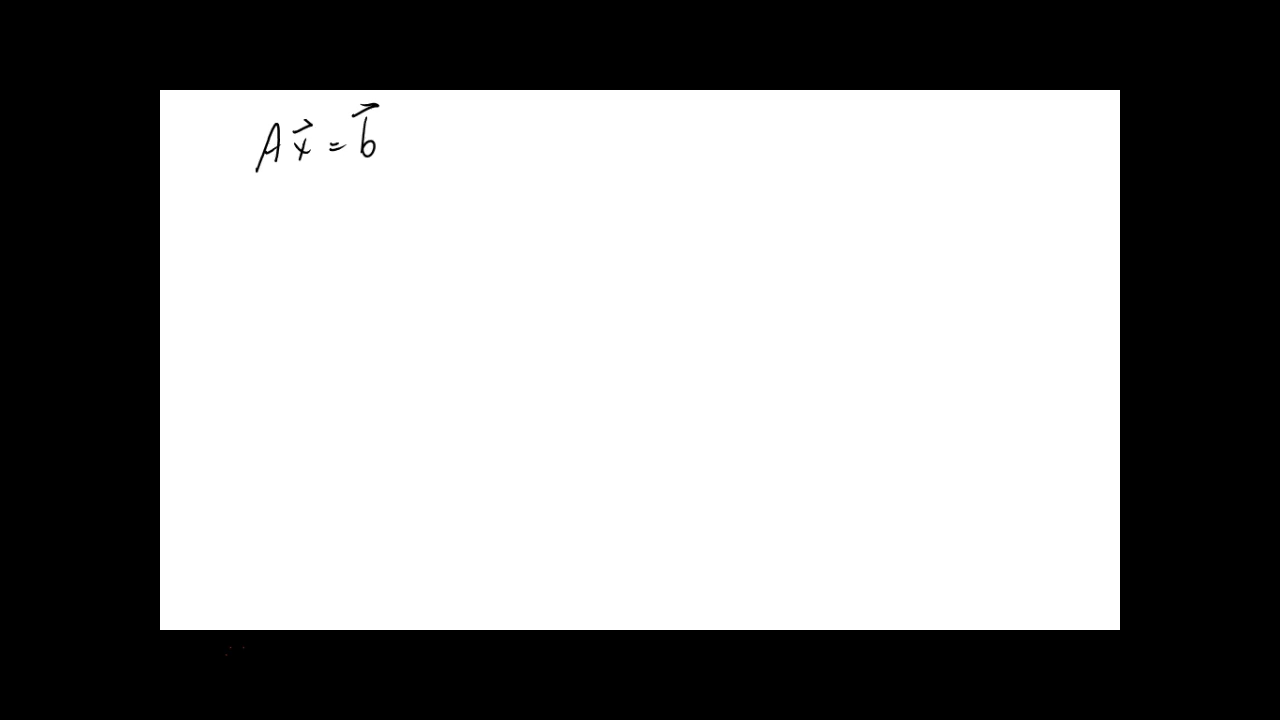 A x⃗ = b⃗